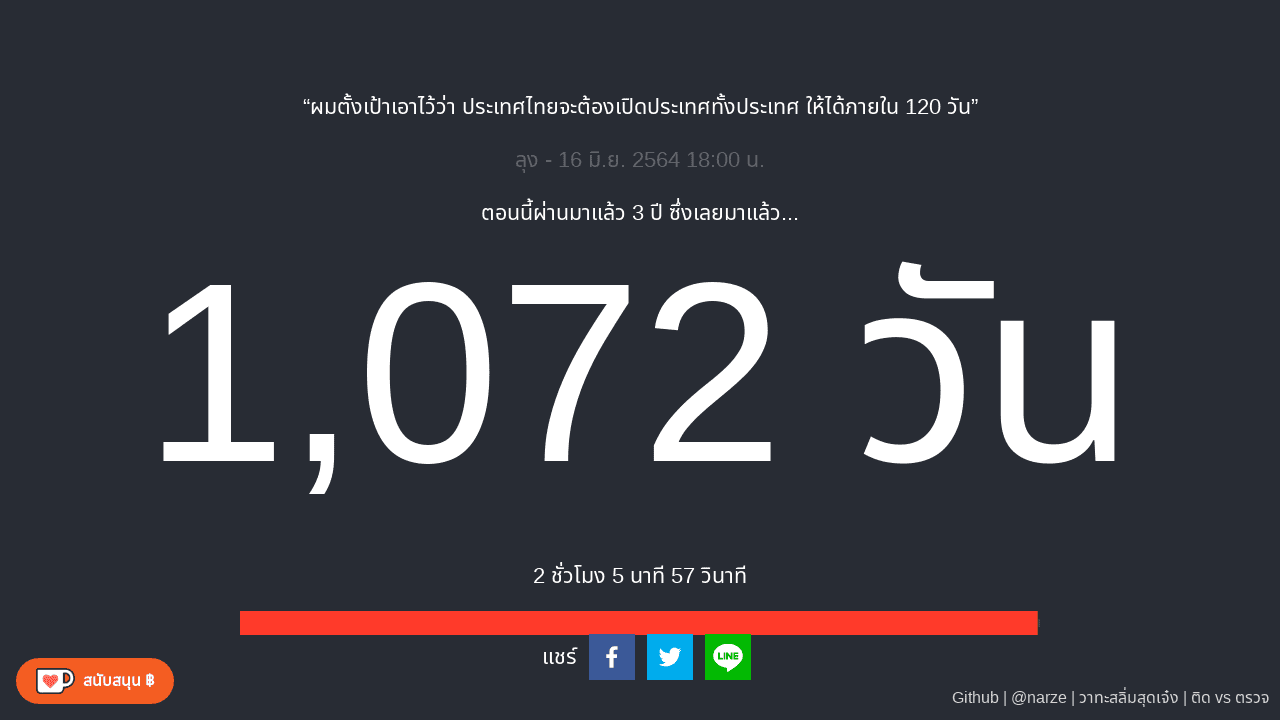 “ผมตั้งเป้าเอาไว้ว่า ประเทศไทยจะต้องเปิดประเทศทั้งประเทศ ให้ได้ภายใน 120 วัน”
ลุง - 16 มิ.ย. 2564 18:00 น.
ตอนนี้ผ่านมาแล้ว 3 ปี ซึ่งเลยมาแล้ว...
1,072 วัน
2 ชั่วโมง 5 นาที 57 วินาที
แชร์
LINE
สนับสนุน ฿
Github | @narze | วาทะสลิ่มสุดเจ๋ง | ติด vs ตรวจ